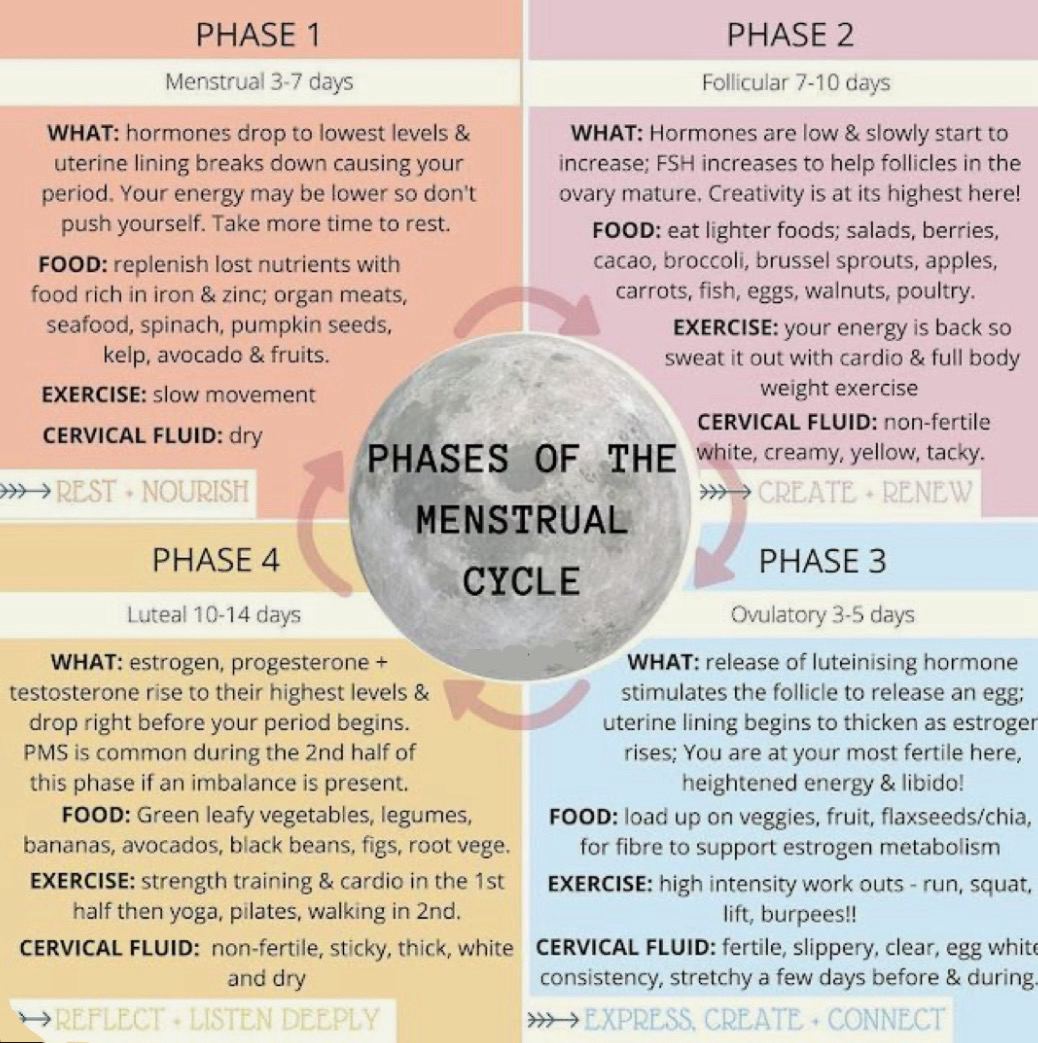 PHASE 1
Menstrual 3-7 days
WHAT: hormones drop to lowest levels &
uterine lining breaks down causing your
period. Your energy may be lower so don't
push yourself. Take more time to rest.
FOOD: replenish lost nutrients with
food rich in iron & zinc; organ meats,
seafood, spinach, pumpkin seeds,
kelp, avocado & fruits.
EXERCISE: slow movement
CERVICAL FLUID: dry
REST + NOURISH
PHASE 2
Follicular 7-10 days
WHAT: Hormones are low & slowly start to
increase; FSH increases to help follicles in the
ovary mature. Creativity is at its highest here!
FOOD: eat lighter foods; salads, berries,
cacao, broccoli, brussel sprouts, apples,
carrots, fish, eggs, walnuts, poultry.
EXERCISE: your energy is back so
sweat it out with cardio & full body
weight exercise
CERVICAL FLUID: non-fertile
white, creamy, yellow, tacky.
CREATE + RENEW
PHASES OF THE
MENSTRUAL
CYCLE
PHASE 4
Luteal 10-14 days
WHAT: estrogen, progesterone +
testosterone rise to their highest levels &
drop right before your period begins.
PMS is common during the 2nd half of
this phase if an imbalance is present.
FOOD: Green leafy vegetables, legumes,
bananas, avocados, black beans, figs, root vege.
EXERCISE: strength training & cardio in the 1st
half then yoga, pilates, walking in 2nd.
CERVICAL FLUID: non-fertile, sticky, thick, white
and dry
REFLECT + LISTEN DEEPLY
PHASE 3
Ovulatory 3-5 days
WHAT: release of luteinising hormone
stimulates the follicle to release an egg;
uterine lining begins to thicken as estrogen
rises; You are at your most fertile here,
heightened energy & libido!
FOOD: load up on veggies, fruit, flaxseeds/chia,
for fibre to support estrogen metabolism
EXERCISE: high intensity work outs - run, squat,
lift, burpees!!
CERVICAL FLUID: fertile, slippery, clear, egg white
consistency, stretchy a few days before & during.
EXPRESS, CREATE + CONNECT